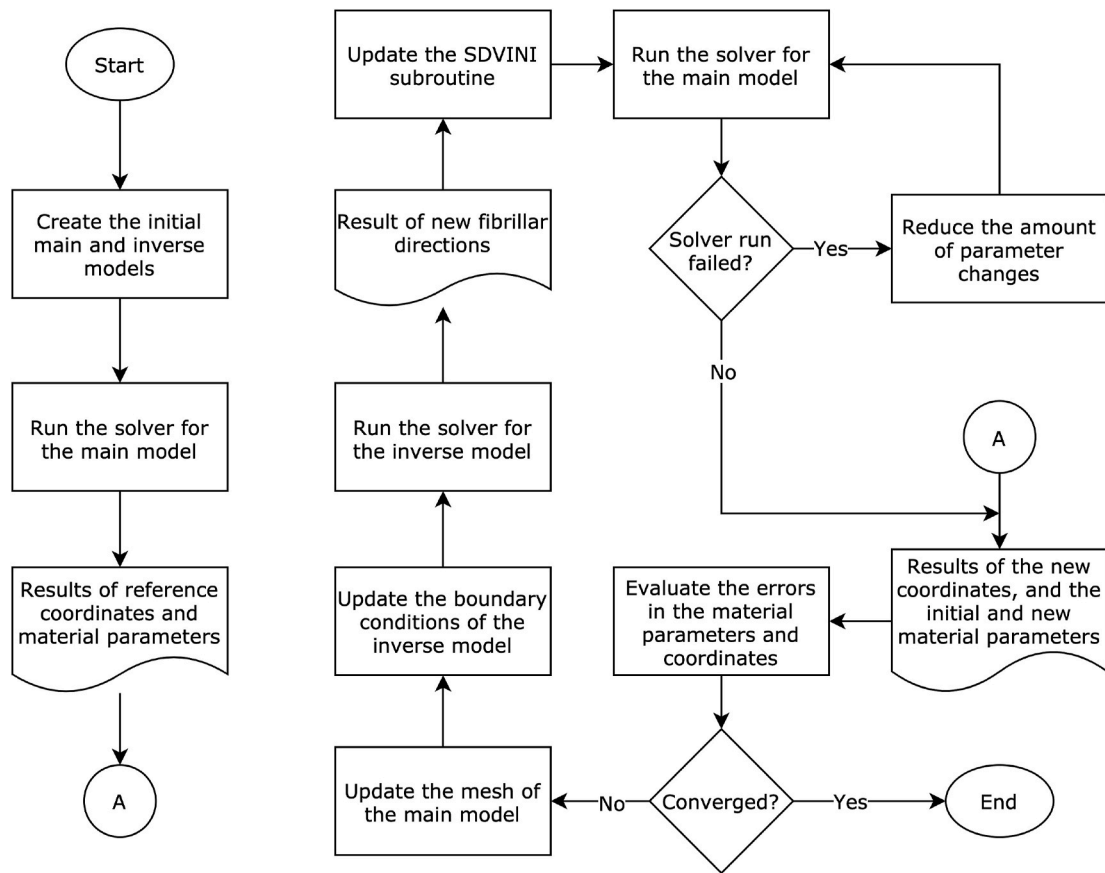 Start
Create the initial
main and inverse
models
Run the solver for
the main model
Results of reference
coordinates and
material parameters
A
Update the SDVINI
subroutine
Result of new fibrillar
directions
Run the solver for
the inverse model
Update the boundary
conditions of the
inverse model
Update the mesh of
the main model
Run the solver for
the main model
Solver run
failed?
Yes
Reduce the amount
of parameter
changes
No
A
Results of the new
coordinates, and the
initial and new
material parameters
Evaluate the errors
in the material
parameters and
coordinates
Converged?
No
Yes
End